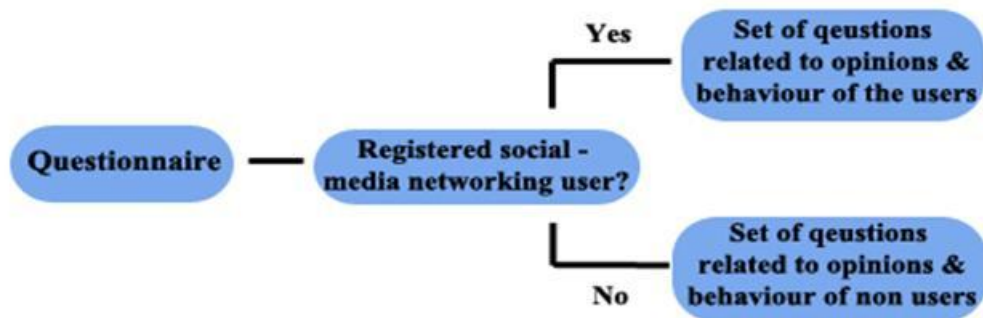 Questionnaire
Registered social -
media networking user?
Yes
Set of qeustions
related to opinions &
behaviour of the users
No
Set of qeustions
related to opinions &
behaviour of non users